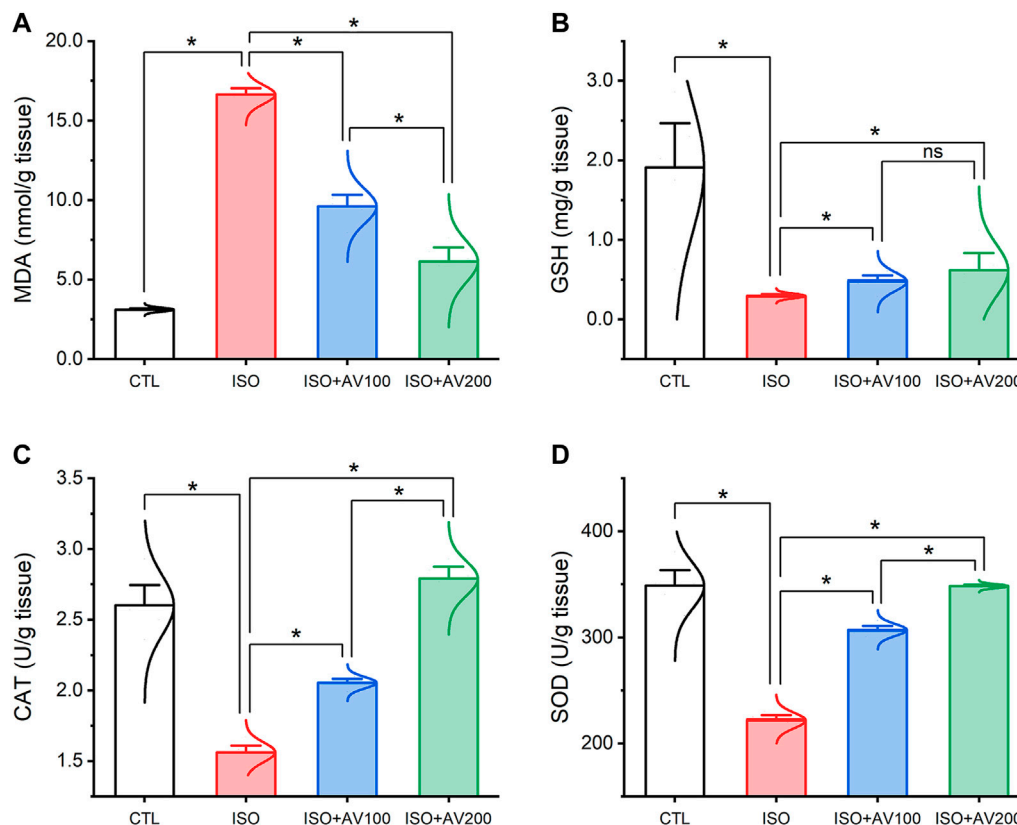 A
MDA (nmol/g tissue)
20.0
15.0
10.0
5.0
0.0
* * * *
CTL ISO ISO+AV100 ISO+AV200
B
GSH (mg/g tissue)
3.0
2.0
1.0
0.0
* * ns *
CTL ISO ISO+AV100 ISO+AV200
C
CAT (U/g tissue)
3.5
3.0
2.5
2.0
1.5
* * * *
CTL ISO ISO+AV100 ISO+AV200
D
SOD (U/g tissue)
400
300
200
* * * *
CTL ISO ISO+AV100 ISO+AV200